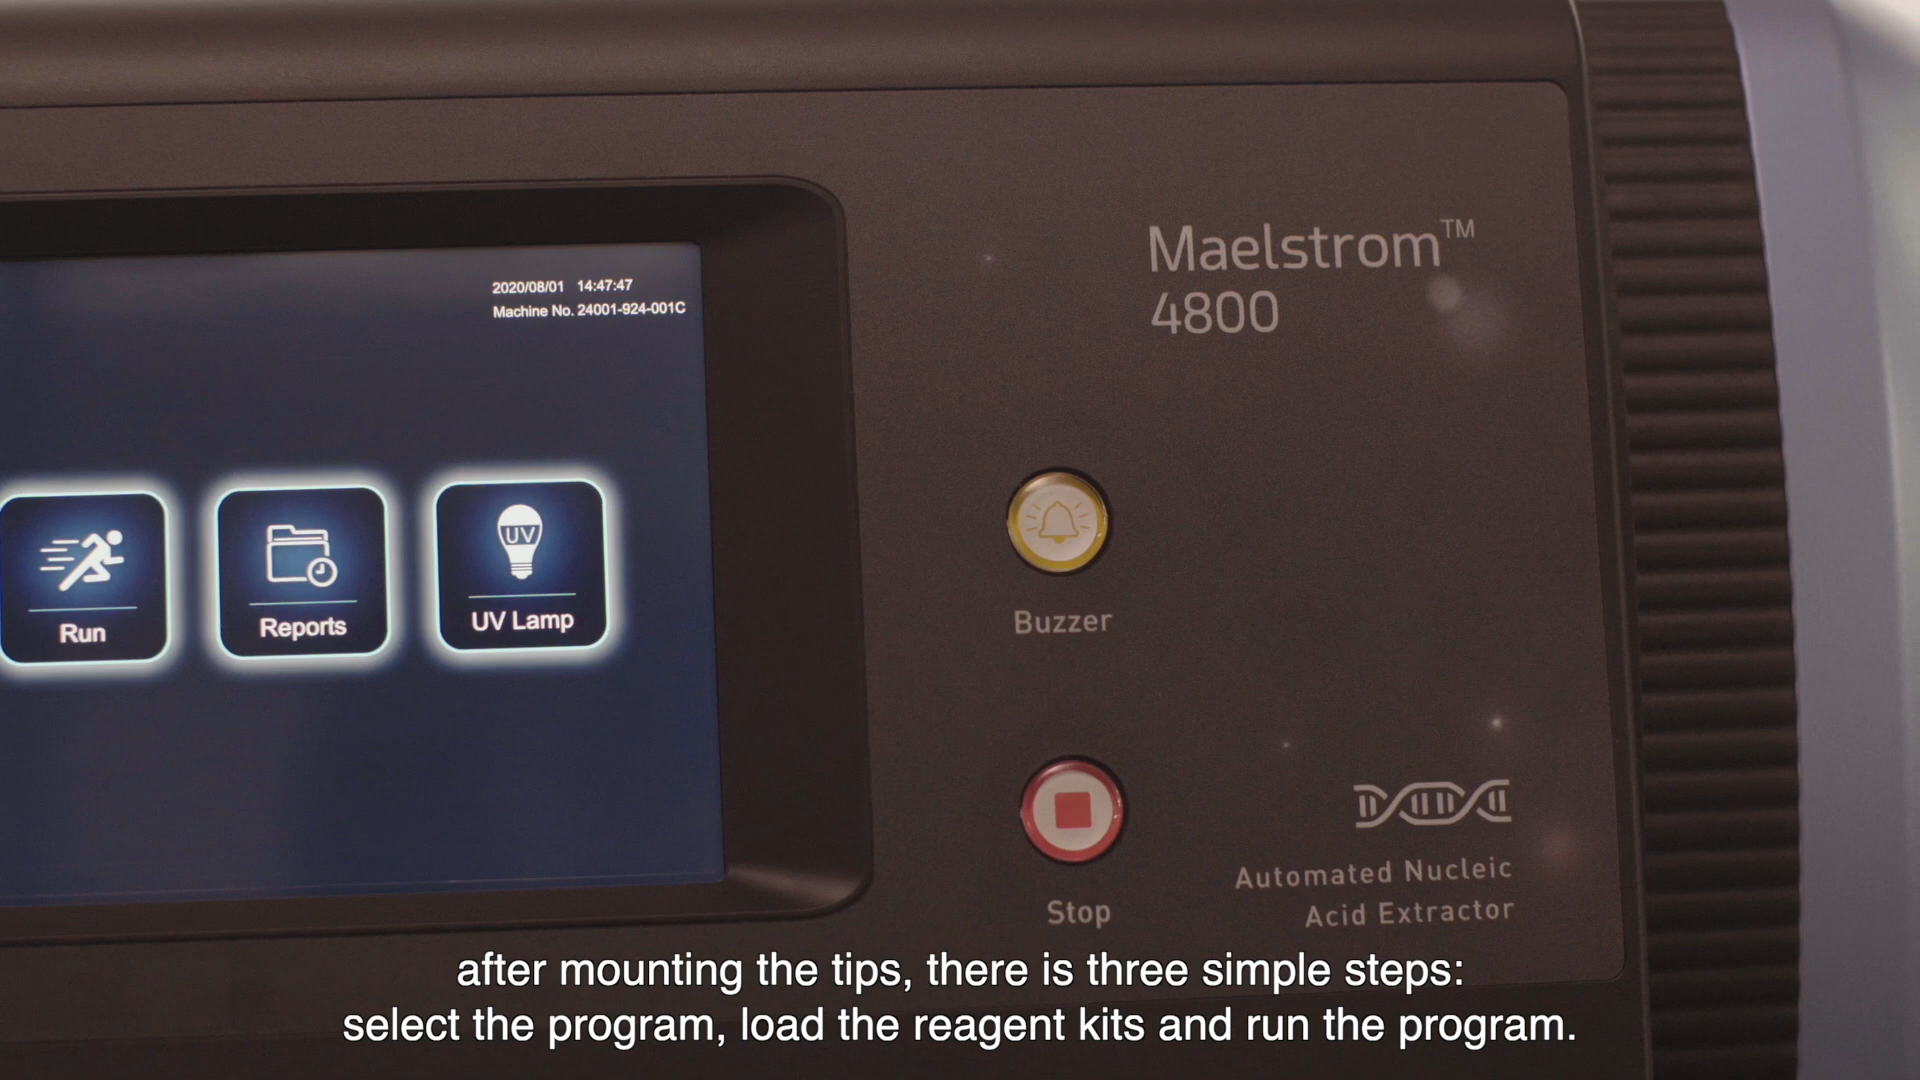 Maelstrom™
4800
2020/08/01 14:47:47
Machine No. 24001-924-001C
UV
Run
Reports
UV Lamp
Buzzer
Stop
Automated Nucleic
Acid Extractor
after mounting the tips, there is three simple steps:
select the program, load the reagent kits and run the program.